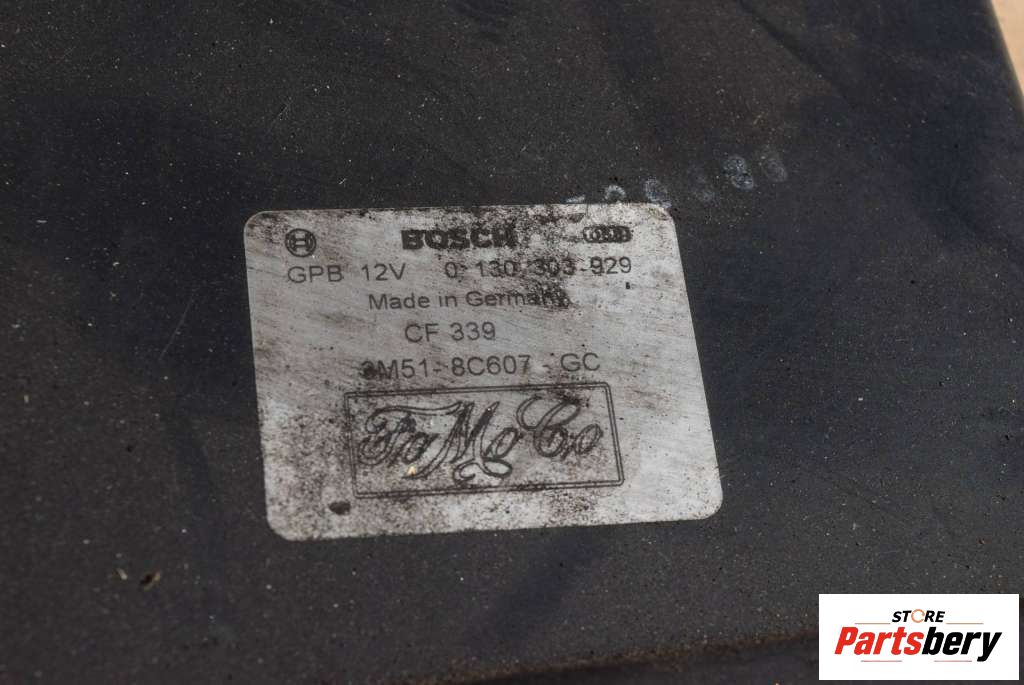 BOSCH
GPB 12V 0 130 303 929
Made in Germany
CF 339
3M51-8C607-GC
FoMoCo
STORE
Partsbery